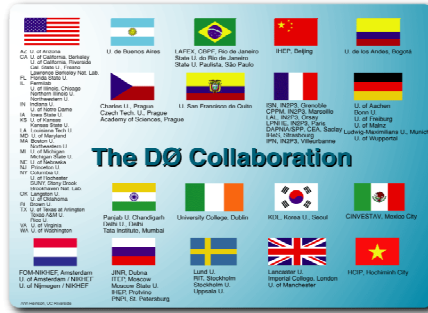 AZ U. of Arizona
CA U. of California, Berkeley
U. of California, Riverside
Cal. State U., Fresno
Lawrence Berkeley Nat. Lab.
FL Florida State U.
IL Fermilab
U. of Illinois, Chicago
Northern Illinois U.
Northwestern U.
IN Indiana U.
U. of Notre Dame
IA Iowa State U.
KS U. of Kansas
Kansas State U.
LA Louisiana Tech U.
MD U. of Maryland
MA Boston U.
Northeastern U.
MI U. of Michigan
Michigan State U.
NE U. of Nebraska
NJ Princeton U.
NY Columbia U.
U. of Rochester
SUNY, Stony Brook
Brookhaven Nat. Lab.
OK Langston U.
U. of Oklahoma
RI Brown U.
TX U. of Texas at Arlington
Texas A&M U.
Rice U.
VA U. of Virginia
WA U. of Washington
U. de Buenos Aires
LAFEX, CBPF, Rio de Janeiro
State U. do Rio de Janeiro
State U. Paulista, São Paulo
IHEP, Beijing
U. de los Andes, Bogotá
Charles U., Prague
Czech Tech. U., Prague
Academy of Sciences, Prague
U. San Francisco de Quito
ISN, IN2P3, Grenoble
CPPM, IN2P3, Marseille
LAL, IN2P3, Orsay
LPNHE, IN2P3, Paris
DAPNIA/SPP, CEA, Saclay
IReS, Strasbourg
IPN, IN2P3, Villeurbanne
U. of Aachen
Bonn U.
U. of Freiburg
U. of Mainz
Ludwig-Maximilians U., Munich
U. of Wuppertal
The DØ Collaboration
Panjab U. Chandigarh
Delhi U., Delhi
Tata Institute, Mumbai
University College, Dublin
KDL, Korea U., Seoul
CINVESTAV, Mexico City
FOM-NIKHEF, Amsterdam
U. of Amsterdam / NIKHEF
U. of Nijmegen / NIKHEF
JINR, Dubna
ITEP, Moscow
Moscow State U.
IHEP, Protvino
PNPI, St. Petersburg
Lund U.
RIT, Stockholm
Stockholm U.
Uppsala U.
Lancaster U.
Imperial College, London
U. of Manchester
HCIP, Hochiminh City
Ann Heinson, UC Riverside